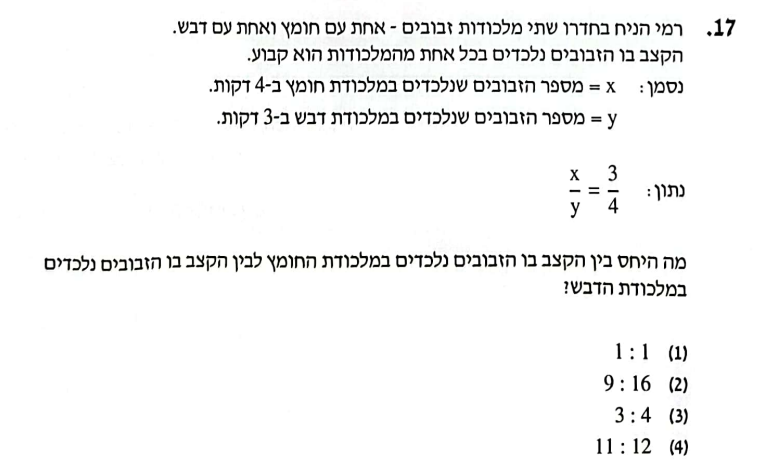 17. רמי הניח בחדרו שתי מלכודות זבובים - אחת עם חומץ ואחת עם דבש.
הקצב בו הזבובים נלכדים בכל אחת מהמלכודות הוא קבוע.
נסמן: x = מספר הזבובים שנלכדים במלכודת חומץ ב-4 דקות.
y = מספר הזבובים שנלכדים במלכודת דבש ב-3 דקות.
נתון: x/y = 3/4
מה היחס בין הקצב בו הזבובים נלכדים במלכודת החומץ לבין הקצב בו הזבובים נלכדים
במלכודת הדבש?
(1) 1 : 1
(2) 9 : 16
(3) 3 : 4
(4) 11 : 12